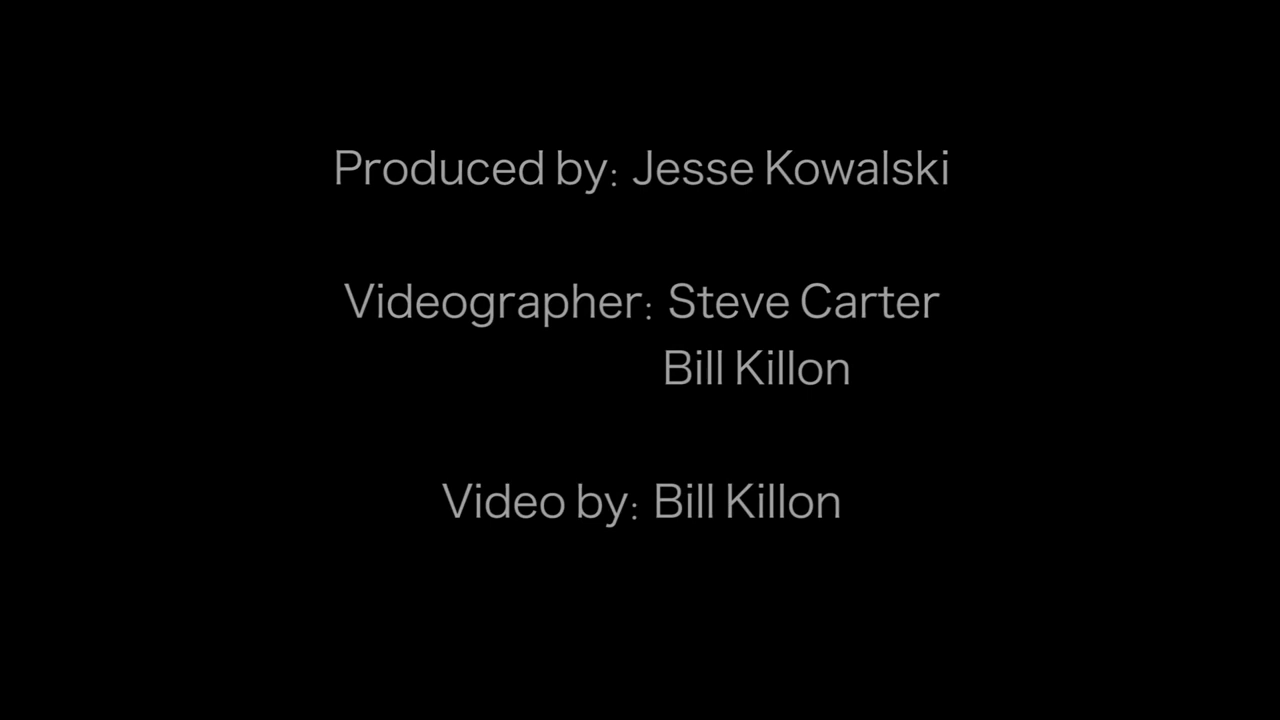 Produced by: Jesse Kowalski
Videographer: Steve Carter
Bill Killon
Video by: Bill Killon